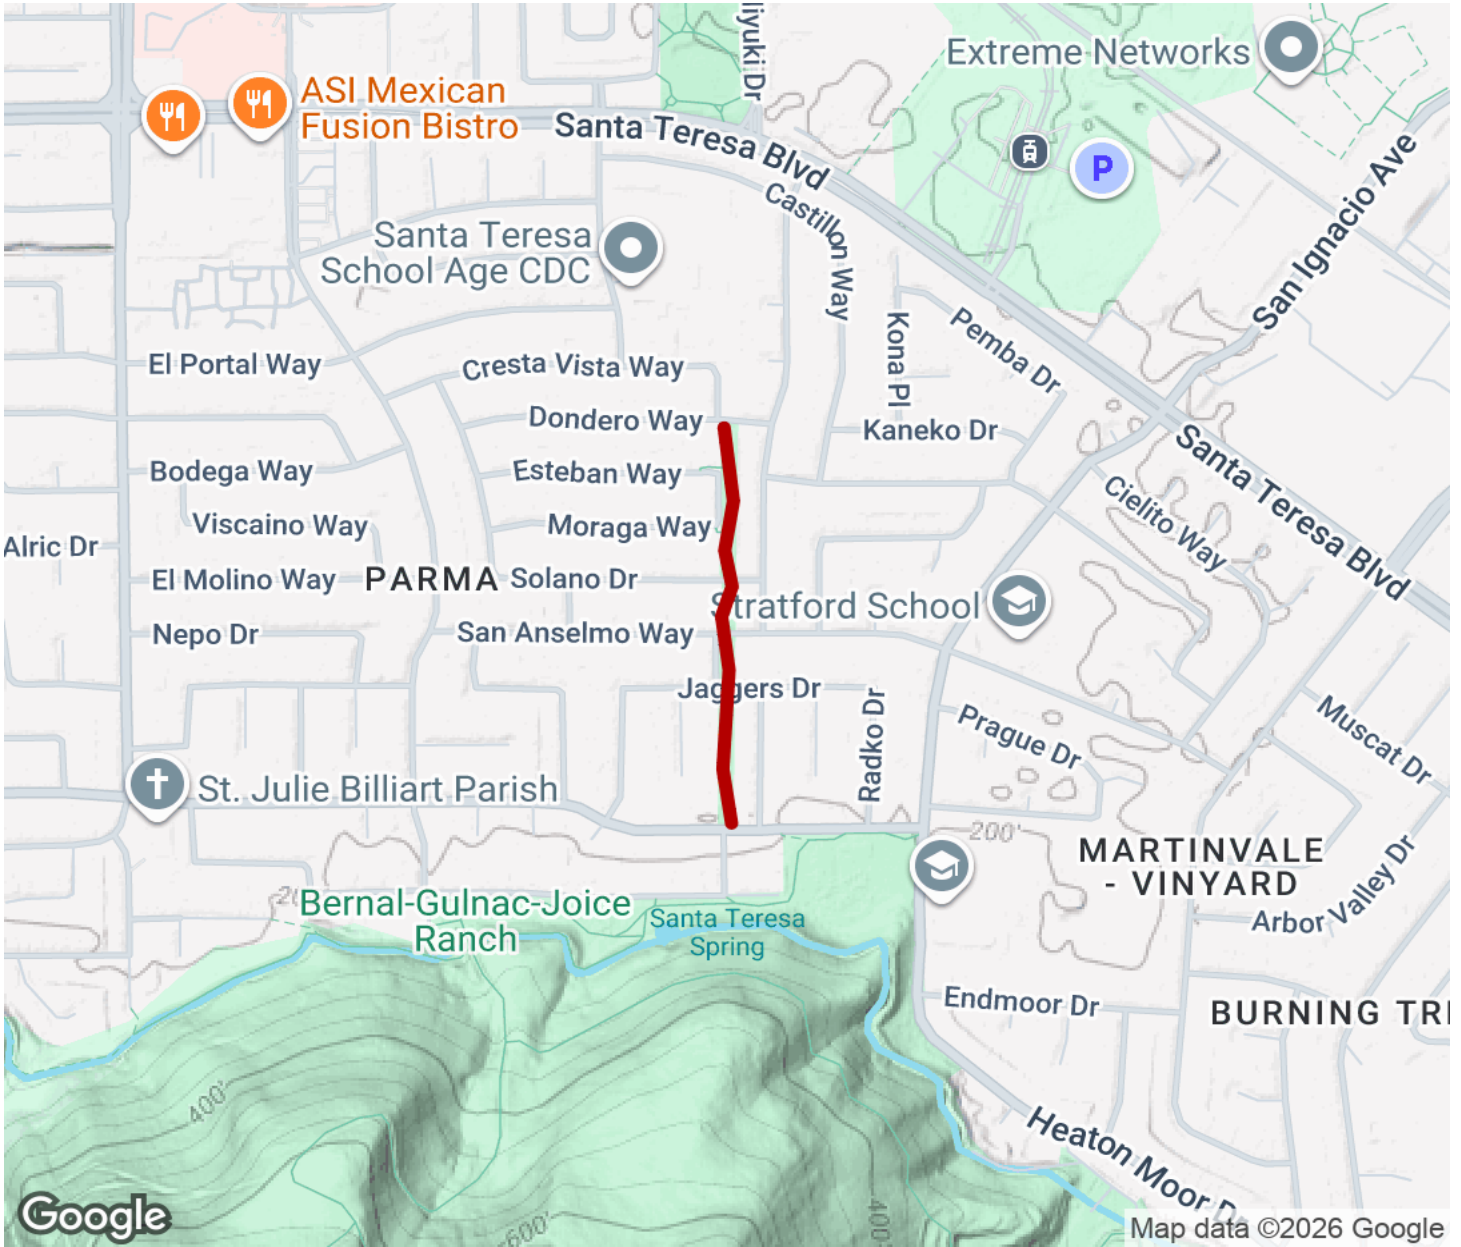 liyuki Dr
Extreme Networks
ASI Mexican
Fusion Bistro
Santa Teresa Blvd
P
San Ignacio Ave
Castillon Way
Santa Teresa
School Age CDC
Kona Pl
Pemba Dr
El Portal Way
Cresta Vista Way
Dondero Way
Kaneko Dr
Santa Teresa Blvd
Bodega Way
Esteban Way
Cielito Way
Viscaino Way
Moraga Way
Alric Dr
El Molino Way
PARMA
Solano Dr
Stratford School
Nepo Dr
San Anselmo Way
Jaggers Dr
Radko Dr
Prague Dr
Muscat Dr
St. Julie Billiart Parish
200'
MARTINVALE
- VINYARD
Arbor Valley Dr
20
Bernal-Gulnac-Joice
Ranch
Santa Teresa
Spring
Endmoor Dr
BURNING TRE
400'
Heaton Moor D
400
600'
Google
Map data ©2026 Google